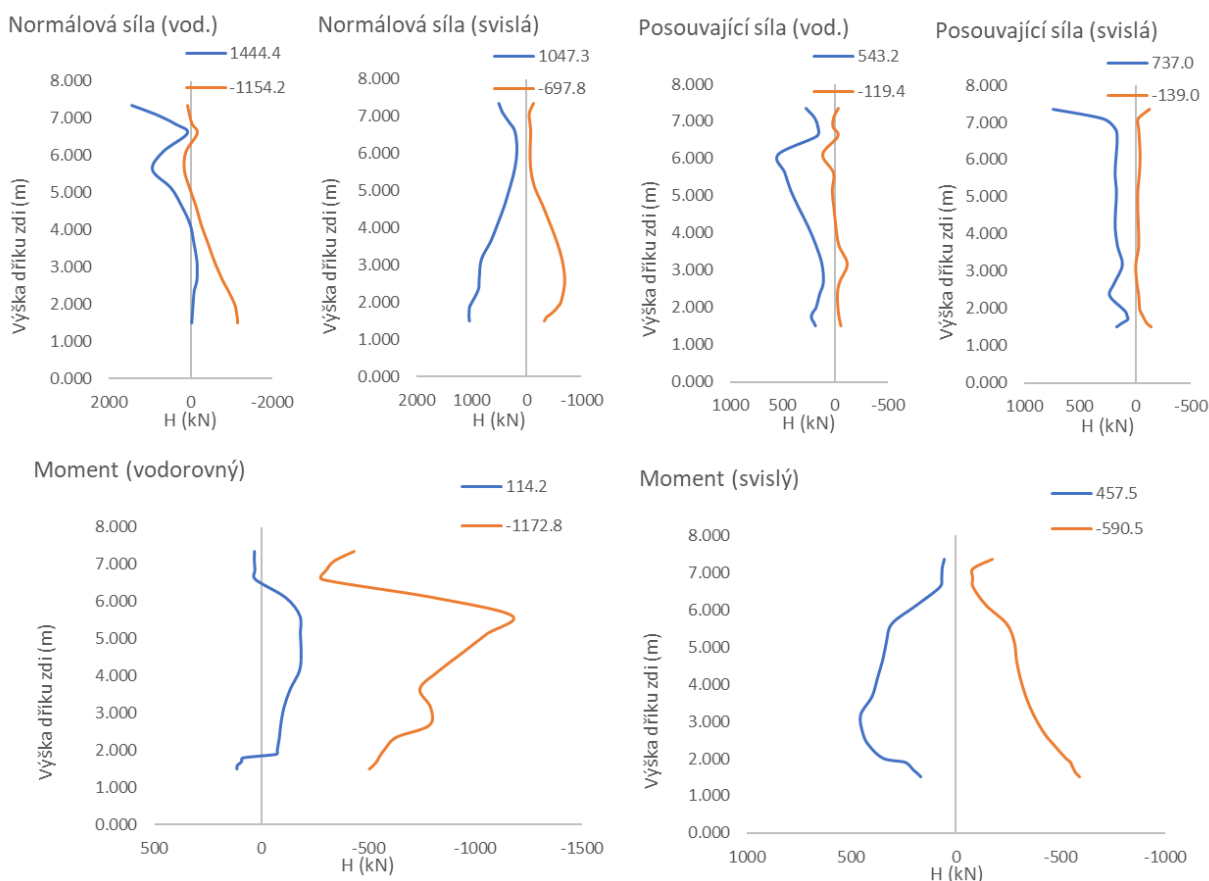 Normálová síla (vod.)
1444.4
-1154.2
8.000
7.000
6.000
5.000
4.000
3.000
2.000
1.000
0.000
Výška dříku zdi (m)
2000 0 -2000
H (kN)
Normálová síla (svislá)
1047.3
-697.8
8.000
7.000
6.000
5.000
4.000
3.000
2.000
1.000
0.000
Výška dříku zdi (m)
2000 1000 0 -1000
H (kN)
Posouvající síla (vod.)
543.2
-119.4
8.000
7.000
6.000
5.000
4.000
3.000
2.000
1.000
0.000
Výška dříku zdi (m)
1000 500 0 -500
H (kN)
Posouvající síla (svislá)
737.0
-139.0
8.000
7.000
6.000
5.000
4.000
3.000
2.000
1.000
0.000
Výška dříku zdi (m)
1000 500 0 -500
H (kN)
Moment (vodorovný)
114.2
-1172.8
8.000
7.000
6.000
5.000
4.000
3.000
2.000
1.000
0.000
Výška dříku zdi (m)
500 0 -500 -1000 -1500
H (kN)
Moment (svislý)
457.5
-590.5
8.000
7.000
6.000
5.000
4.000
3.000
2.000
1.000
0.000
Výška dříku zdi (m)
1000 500 0 -500 -1000
H (kN)